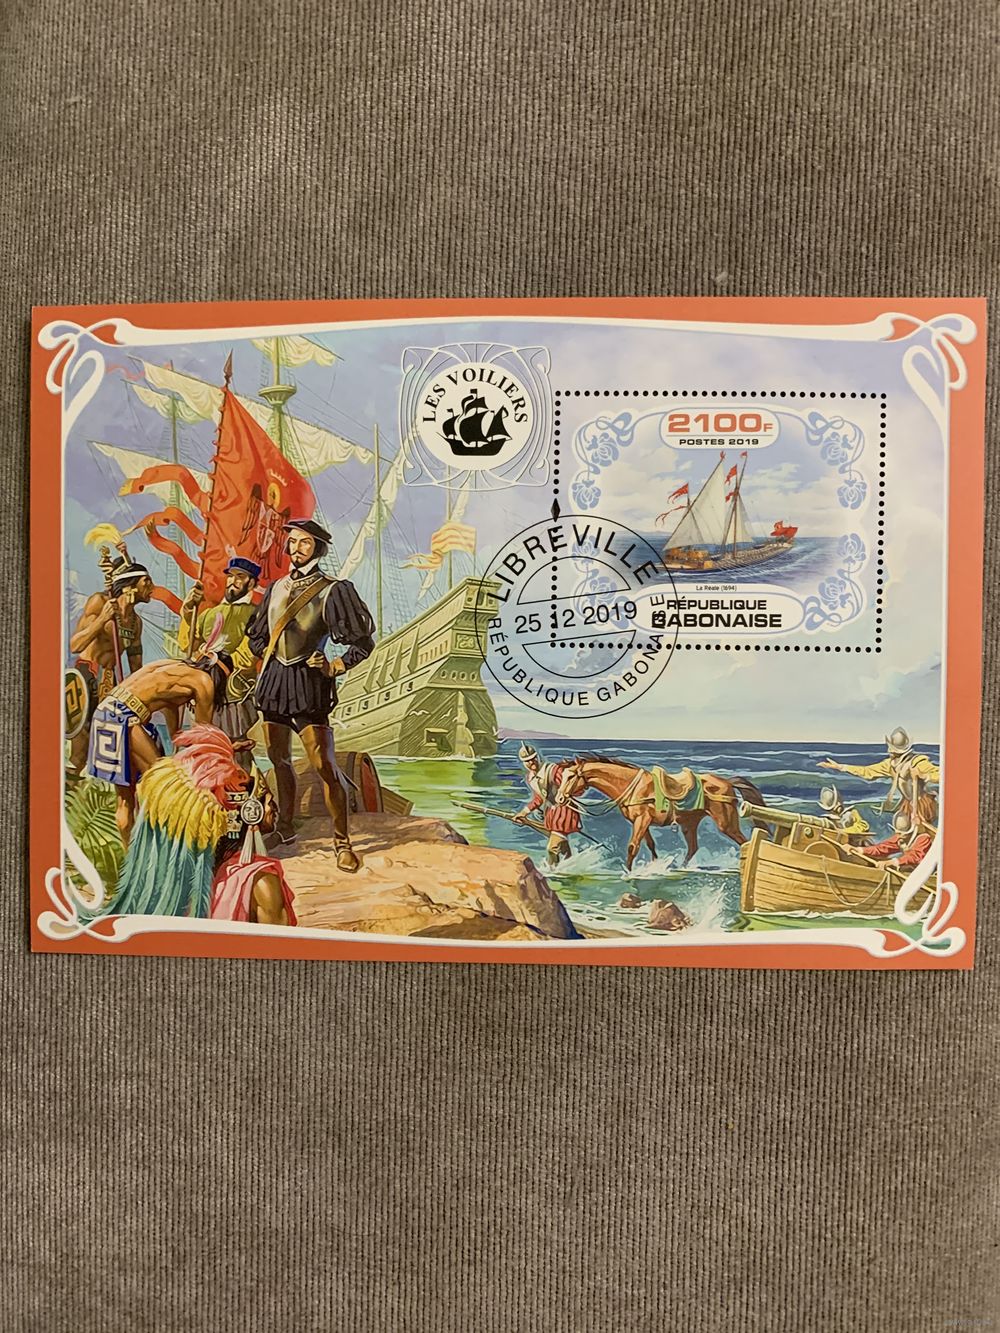 LES VOILIERS
2100F
POSTES 2019
La Réale (1694)
RÉPUBLIQUE
GABONAISE
LIBREVILLE
25 12 2019
RÉPUBLIQUE GABONAISE